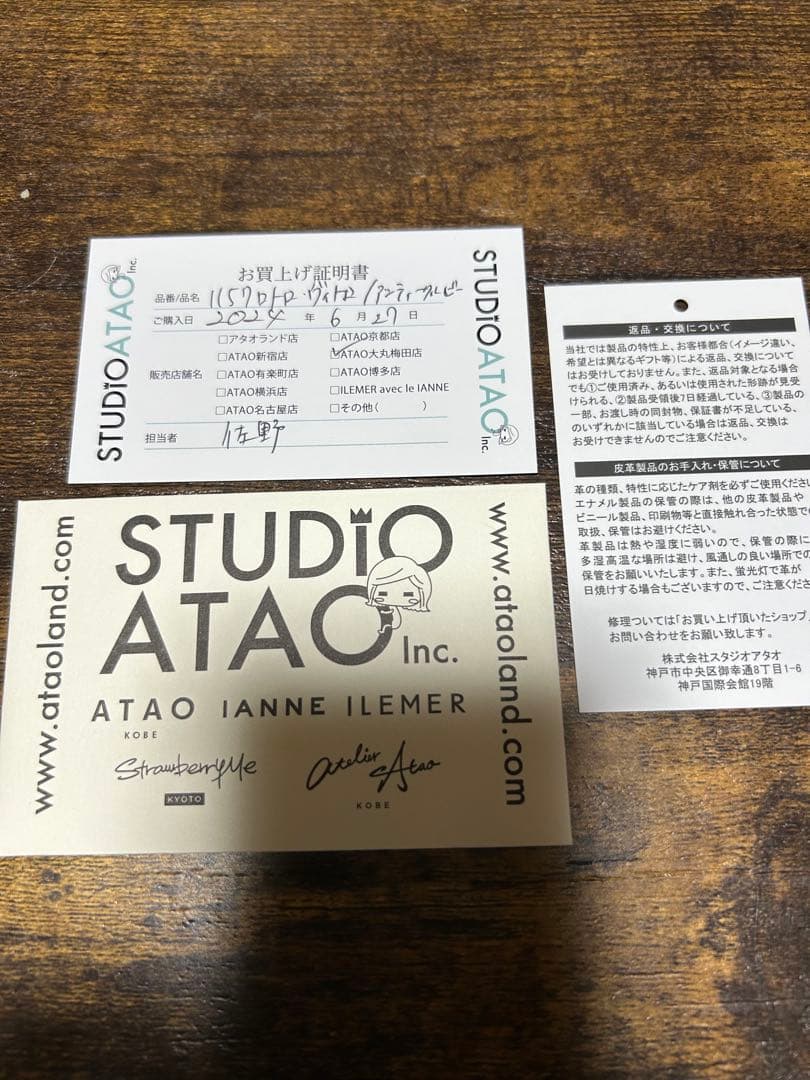 STUDIO ATAO Inc.
お買上げ証明書
品番/品名
ご購入日 2024 年 6 月 27 日
販売店舗名
□アタオランド店
□ATAO新宿店
□ATAO有楽町店
□ATAO横浜店
□ATAO名古屋店
□ATAO京都店
□ATAO大丸梅田店
□ATAO博多店
□ILEMER avec le IANNE
□その他( )
担当者 佐野
STUDIO ATAO Inc.
www.ataoland.com
STUDIO
ATAO Inc.
ATAO IANNE ILEMER
KOBE
StrawberryMe
KYOTO
atelier Atao
KOBE
www.ataoland.com
返品・交換について
当社では製品の特性上、お客様都合(イメージ違い、
希望とは異なるギフト等)による返品、交換について
はお受けしておりません。また、返品対象となる場合
でも①ご使用済み、あるいは使用された形跡が見受
けられる、②製品受領後7日経過している、③製品の
一部、お渡し時の同封物、保証書が不足している、
のいずれかに該当している場合は返品、交換は
お受けできませんのでご注意ください。
皮革製品のお手入れ・保管について
革の種類、特性に応じたケア剤を必ずご使用くださ
エナメル製品の保管の際は、他の皮革製品や
ビニール製品、印刷物等と直接触れ合った状態で
取扱、保管はお避けください。
革製品は熱や湿度に弱いので、保管の際に
多湿高温な場所は避け、風通しの良い場所での
保管をお願いいたします。また、蛍光灯で革が
日焼けする場合もございますので、ご注意くださ
修理ついては「お買い上げ頂いたショップ」
お問い合わせをお願い致します。
株式会社スタジオアタオ
神戸市中央区御幸通8丁目1-6
神戸国際会館19階